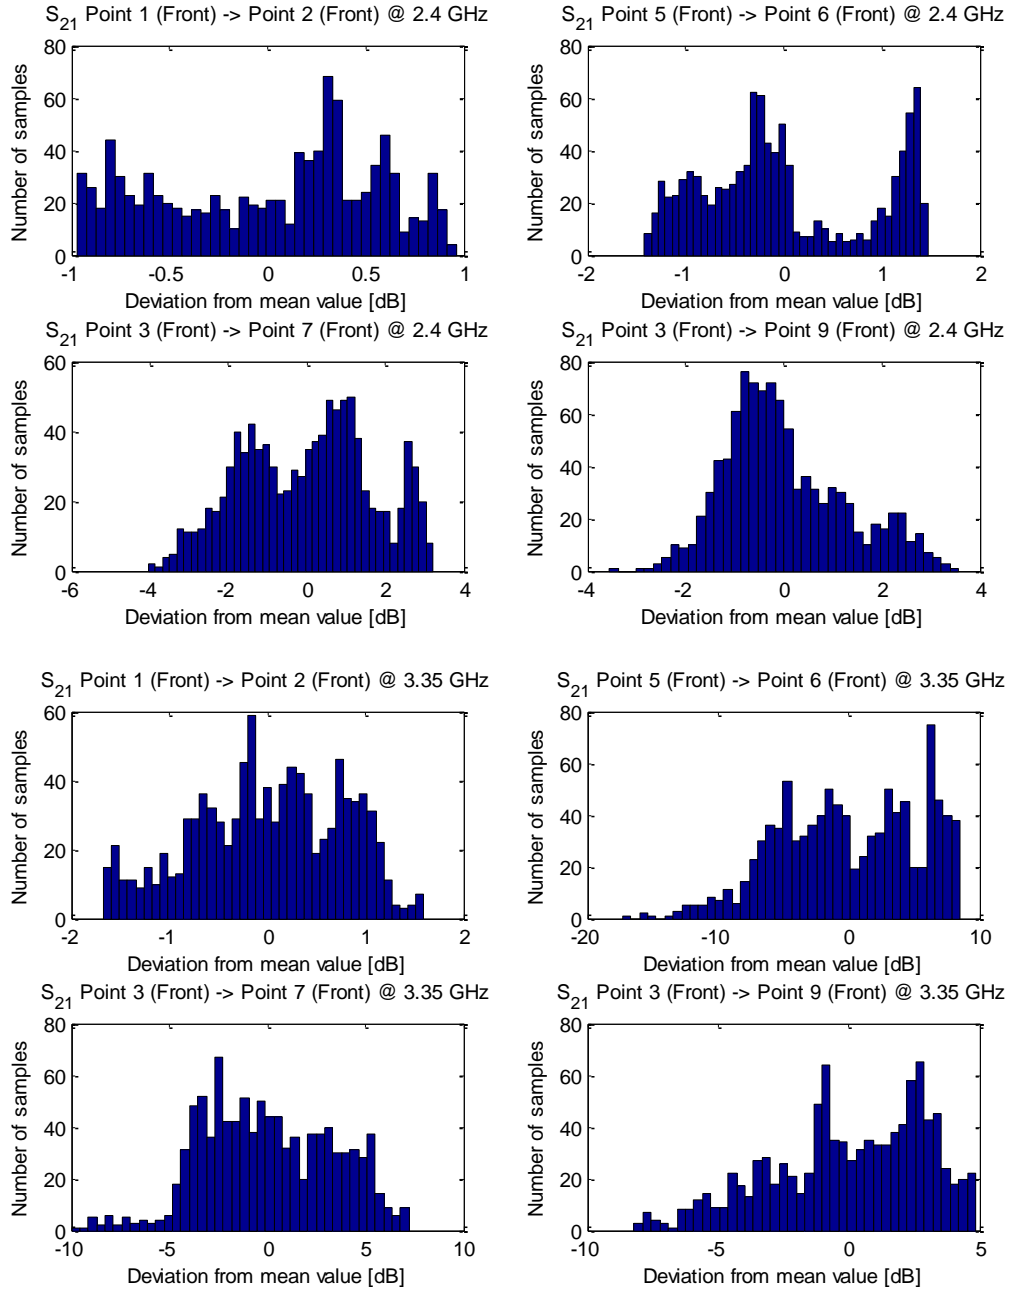 S21 Point 1 (Front) -> Point 2 (Front) @ 2.4 GHz
80
60
40
20
0
Number of samples
-1 -0.5 0 0.5 1
Deviation from mean value [dB]
S21 Point 5 (Front) -> Point 6 (Front) @ 2.4 GHz
80
60
40
20
0
Number of samples
-2 -1 0 1 2
Deviation from mean value [dB]
S21 Point 3 (Front) -> Point 7 (Front) @ 2.4 GHz
60
40
20
0
Number of samples
-6 -4 -2 0 2 4
Deviation from mean value [dB]
S21 Point 3 (Front) -> Point 9 (Front) @ 2.4 GHz
80
60
40
20
0
Number of samples
-4 -2 0 2 4
Deviation from mean value [dB]
S21 Point 1 (Front) -> Point 2 (Front) @ 3.35 GHz
60
40
20
0
Number of samples
-2 -1 0 1 2
Deviation from mean value [dB]
S21 Point 5 (Front) -> Point 6 (Front) @ 3.35 GHz
80
60
40
20
0
Number of samples
-20 -10 0 10
Deviation from mean value [dB]
S21 Point 3 (Front) -> Point 7 (Front) @ 3.35 GHz
80
60
40
20
0
Number of samples
-10 -5 0 5 10
Deviation from mean value [dB]
S21 Point 3 (Front) -> Point 9 (Front) @ 3.35 GHz
80
60
40
20
0
Number of samples
-10 -5 0 5
Deviation from mean value [dB]